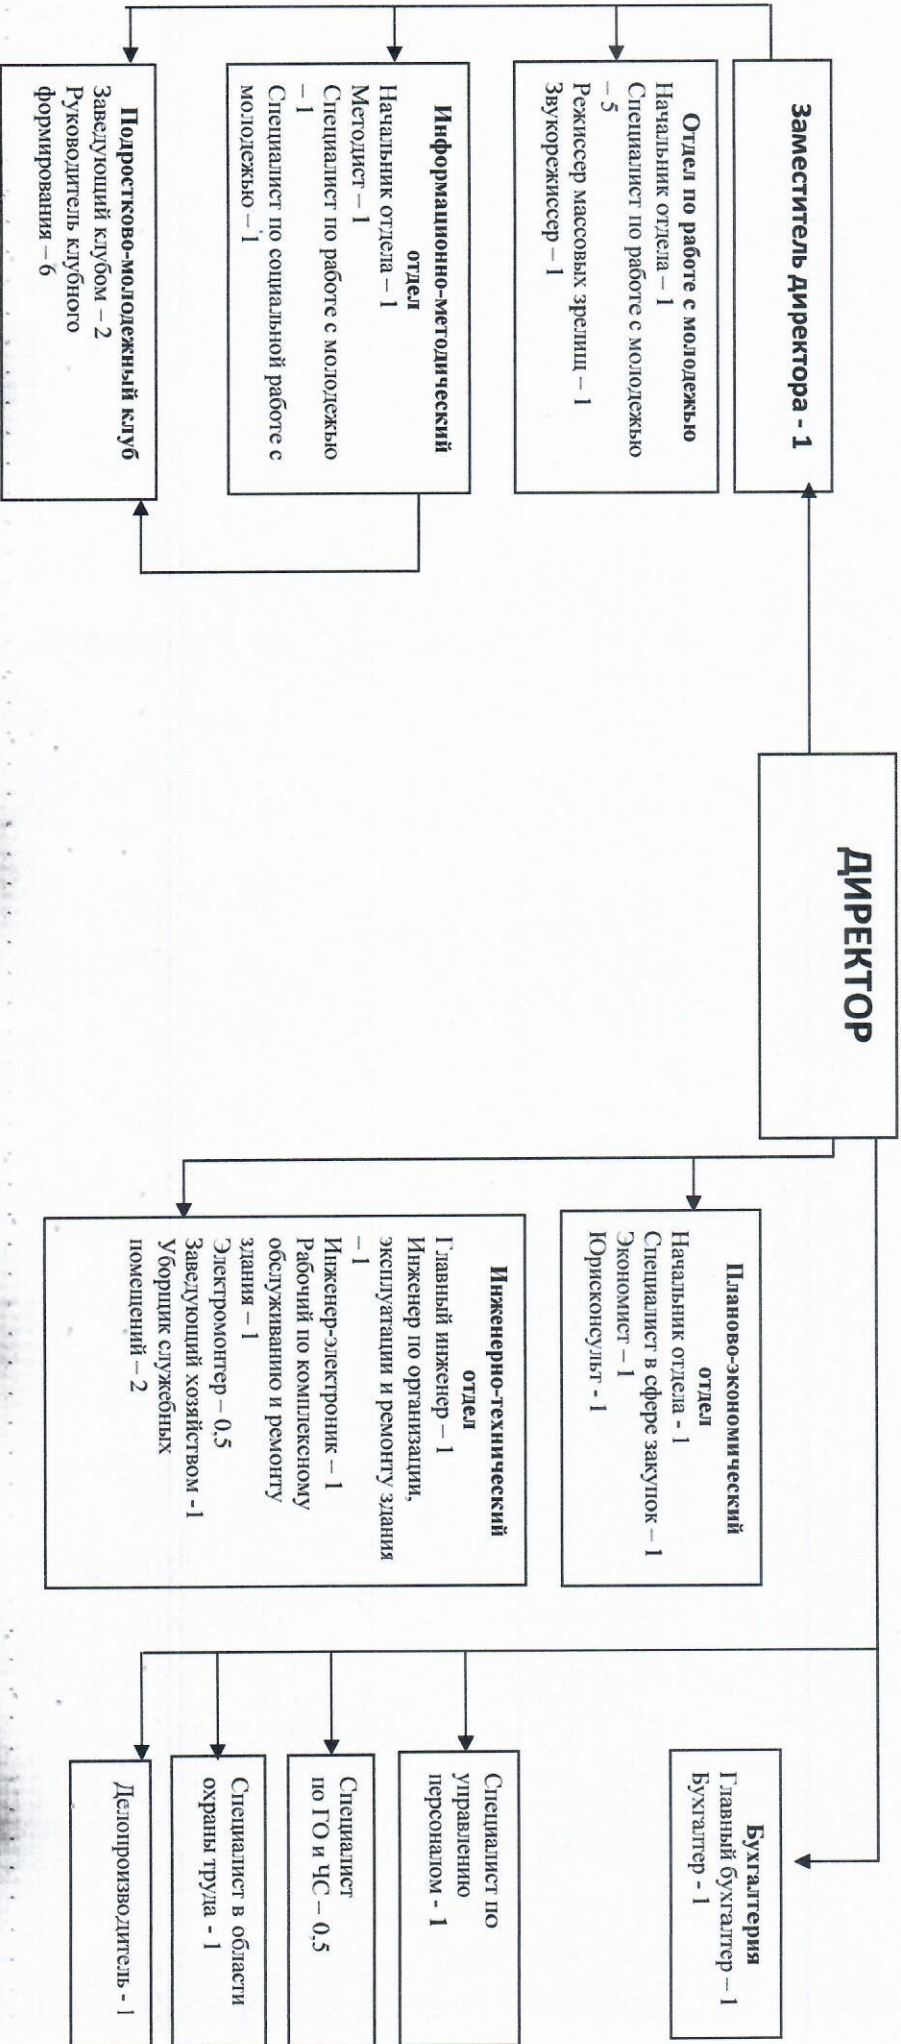 ДИРЕКТОР
Заместитель директора - 1
Отдел по работе с молодежью
Начальник отдела – 1
Специалист по работе с молодежью
– 5
Режиссер массовых зрелищ – 1
Звукорежиссер – 1
Информационно-методический
отдел
Начальник отдела – 1
Методист – 1
Специалист по работе с молодежью
– 1
Специалист по социальной работе с
молодежью – 1
Подростково-молодежный клуб
Заведующий клубом – 2
Руководитель клубного
формирования – 6
Планово-экономический
отдел
Начальник отдела - 1
Специалист в сфере закупок – 1
Экономист – 1
Юрисконсульт - 1
Инженерно-технический
отдел
Главный инженер – 1
Инженер по организации,
эксплуатации и ремонту здания
– 1
Инженер-электроник – 1
Рабочий по комплексному
обслуживанию и ремонту
здания – 1
Электромонтер – 0,5
Заведующий хозяйством -1
Уборщик служебных
помещений – 2
Бухгалтерия
Главный бухгалтер – 1
Бухгалтер - 1
Специалист по
управлению
персоналом - 1
Специалист
по ГО и ЧС – 0,5
Специалист в области
охраны труда - 1
Делопроизводитель - 1